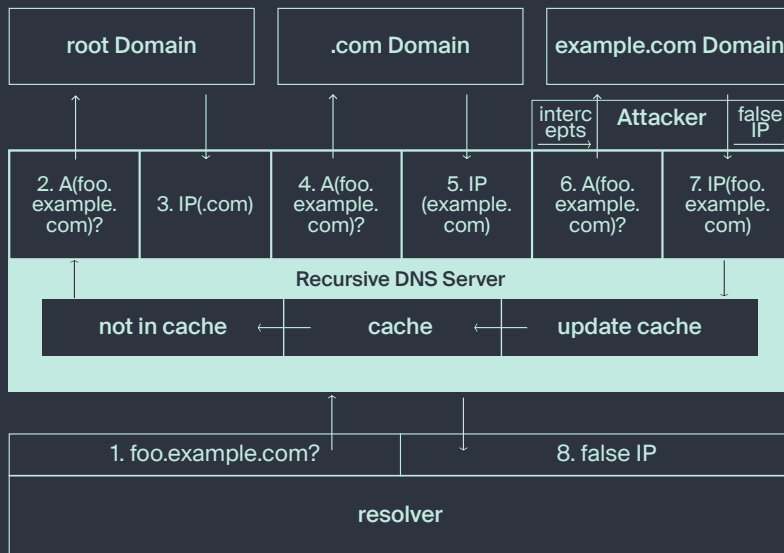 root Domain
.com Domain
example.com Domain
interc
epts
Attacker
false
IP
2. A(foo.
example.
com)?
3. IP(.com)
4. A(foo.
example.
com)?
5. IP
(example.
com)
6. A(foo.
example.
com)?
7. IP(foo.
example.
com)
Recursive DNS Server
not in cache
cache
update cache
1. foo.example.com?
8. false IP
resolver